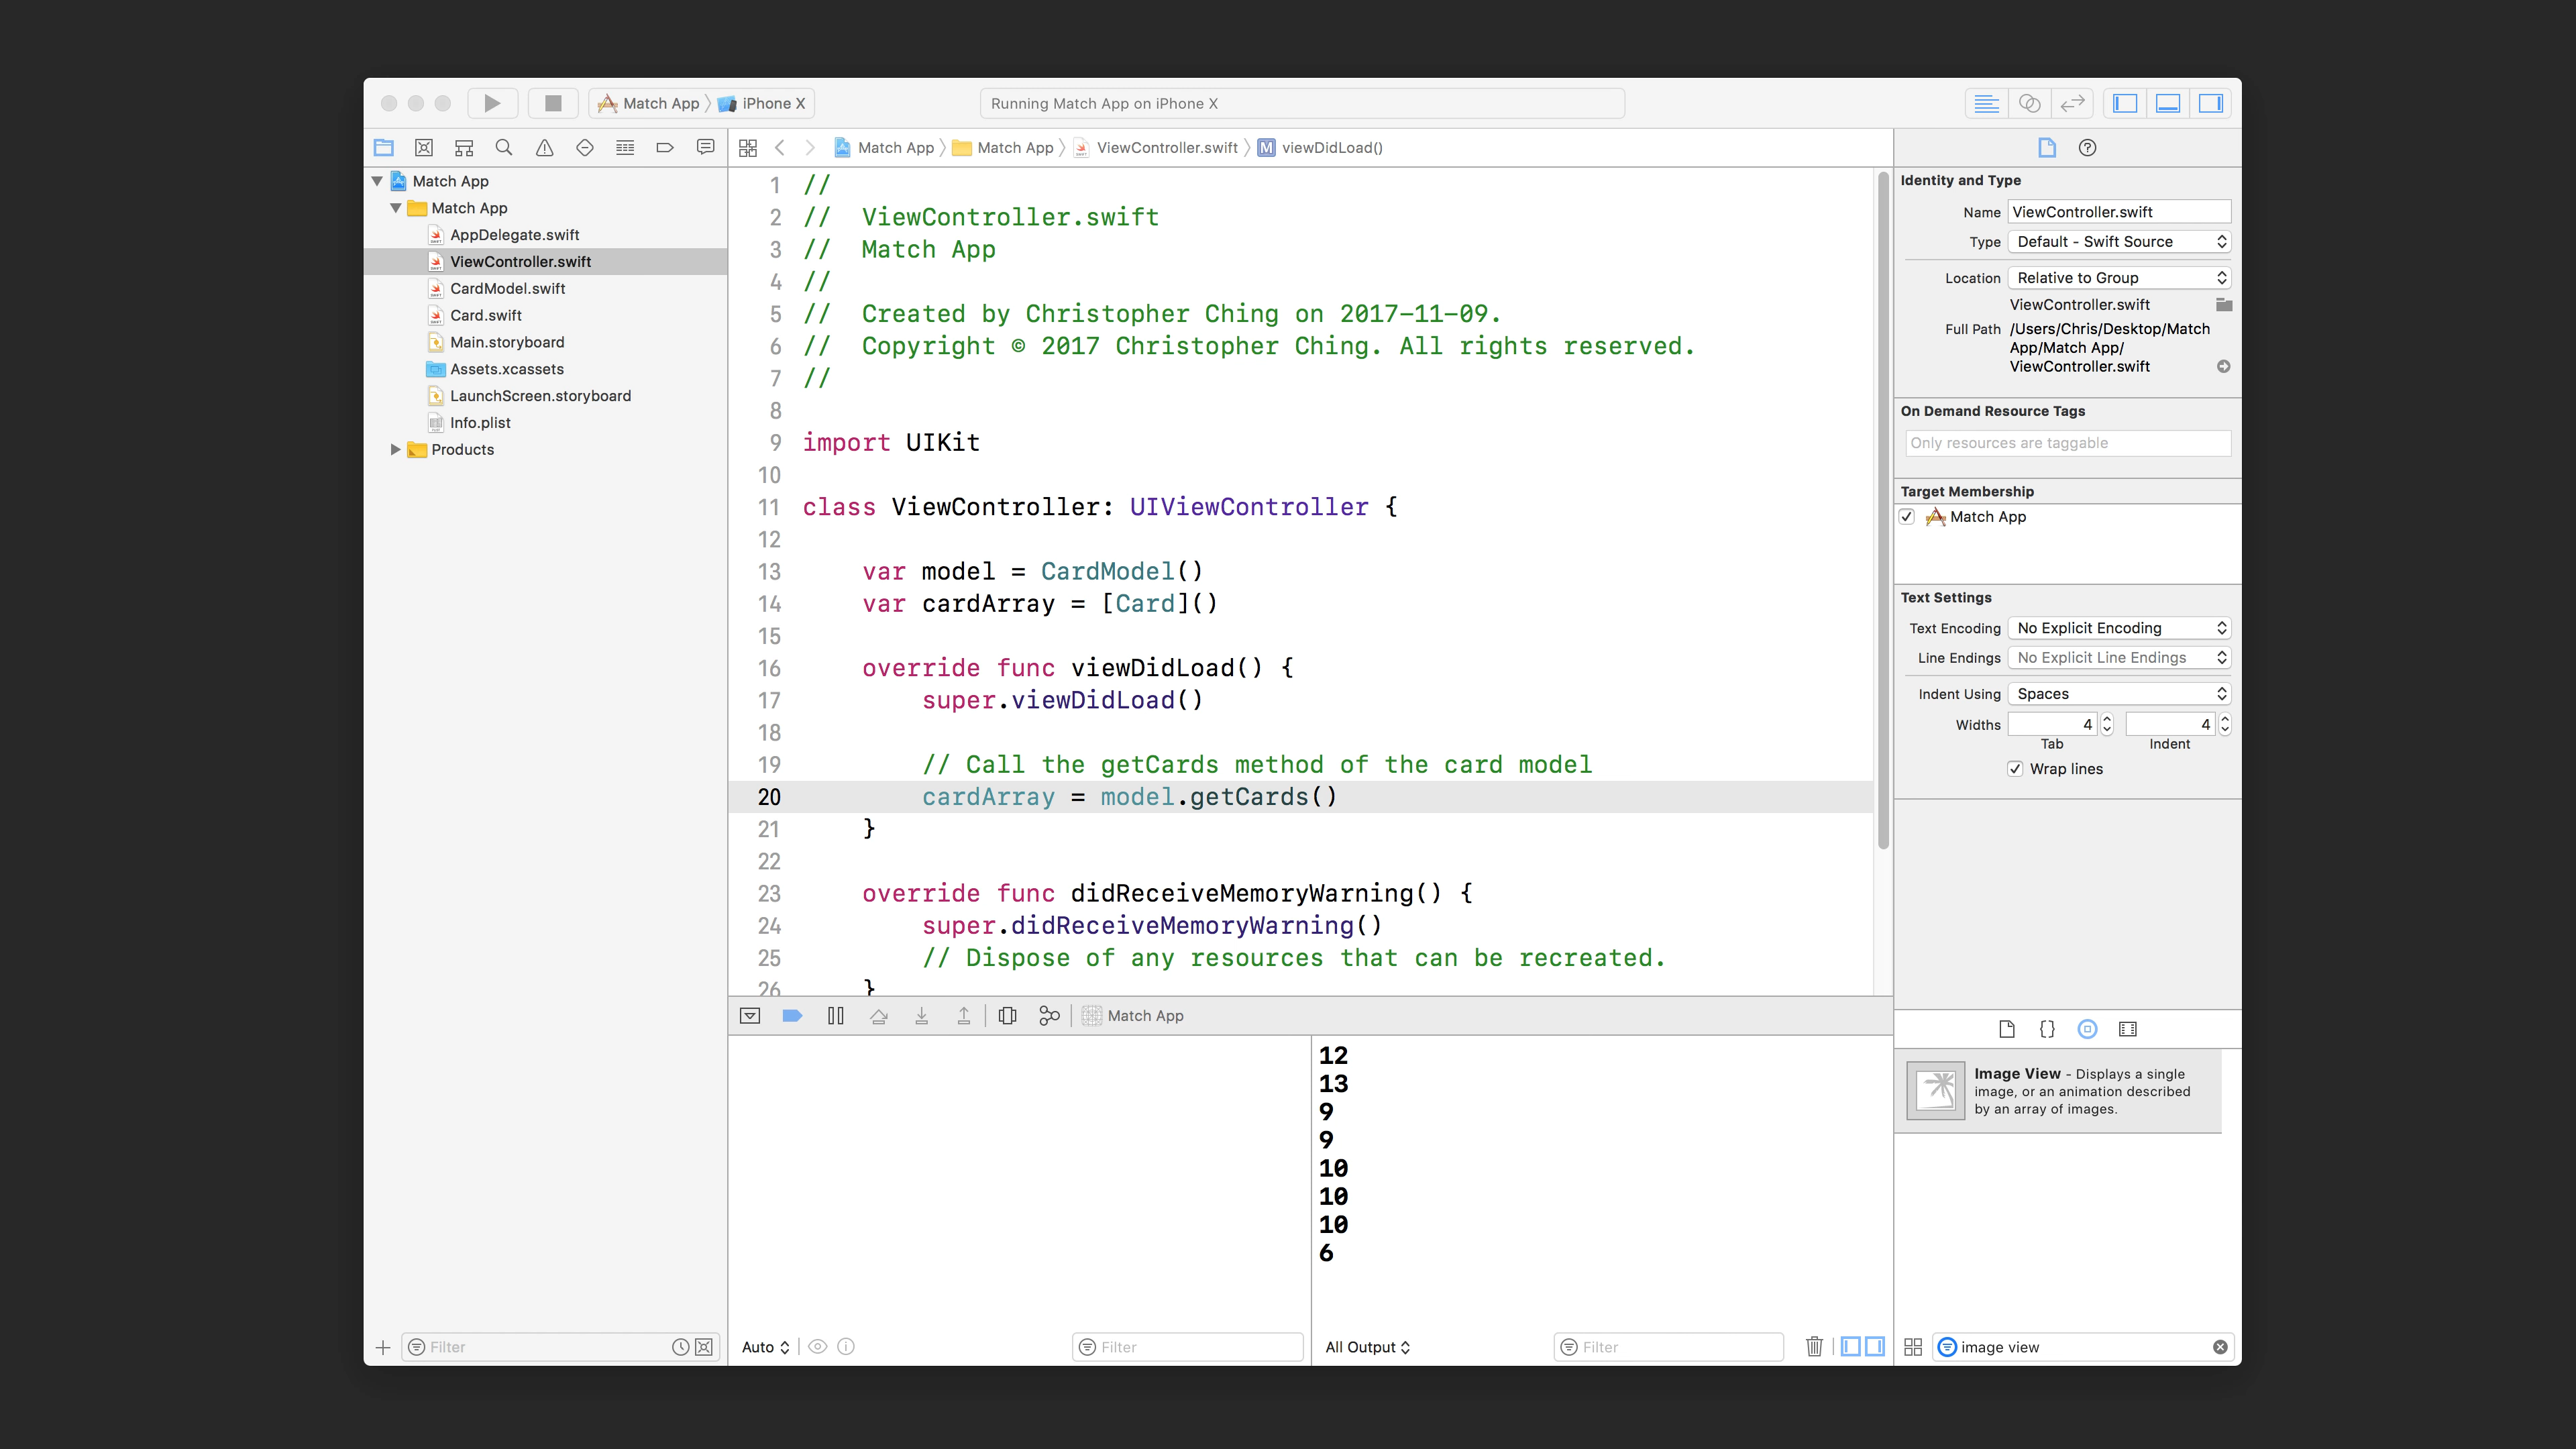 Match App iPhone X
Running Match App on iPhone X
Match App Match App ViewController.swift M viewDidLoad()
Match App
Match App
AppDelegate.swift
ViewController.swift
CardModel.swift
Card.swift
Main.storyboard
Assets.xcassets
LaunchScreen.storyboard
Info.plist
Products
Filter
1 //
2 //  ViewController.swift
3 //  Match App
4 //
5 //  Created by Christopher Ching on 2017-11-09.
6 //  Copyright © 2017 Christopher Ching. All rights reserved.
7 //
8
9 import UIKit
10
11 class ViewController: UIViewController {
12
13     var model = CardModel()
14     var cardArray = [Card]()
15
16     override func viewDidLoad() {
17         super.viewDidLoad()
18
19         // Call the getCards method of the card model
20         cardArray = model.getCards()
21     }
22
23     override func didReceiveMemoryWarning() {
24         super.didReceiveMemoryWarning()
25         // Dispose of any resources that can be recreated.
26     }
Match App
12
13
9
9
10
10
10
6
Auto Filter
All Output Filter
Identity and Type
Name ViewController.swift
Type Default - Swift Source
Location Relative to Group
ViewController.swift
Full Path /Users/Chris/Desktop/Match
App/Match App/
ViewController.swift
On Demand Resource Tags
Only resources are taggable
Target Membership
Match App
Text Settings
Text Encoding No Explicit Encoding
Line Endings No Explicit Line Endings
Indent Using Spaces
Widths 4 4
Tab Indent
Wrap lines
{}
Image View - Displays a single
image, or an animation described
by an array of images.
image view